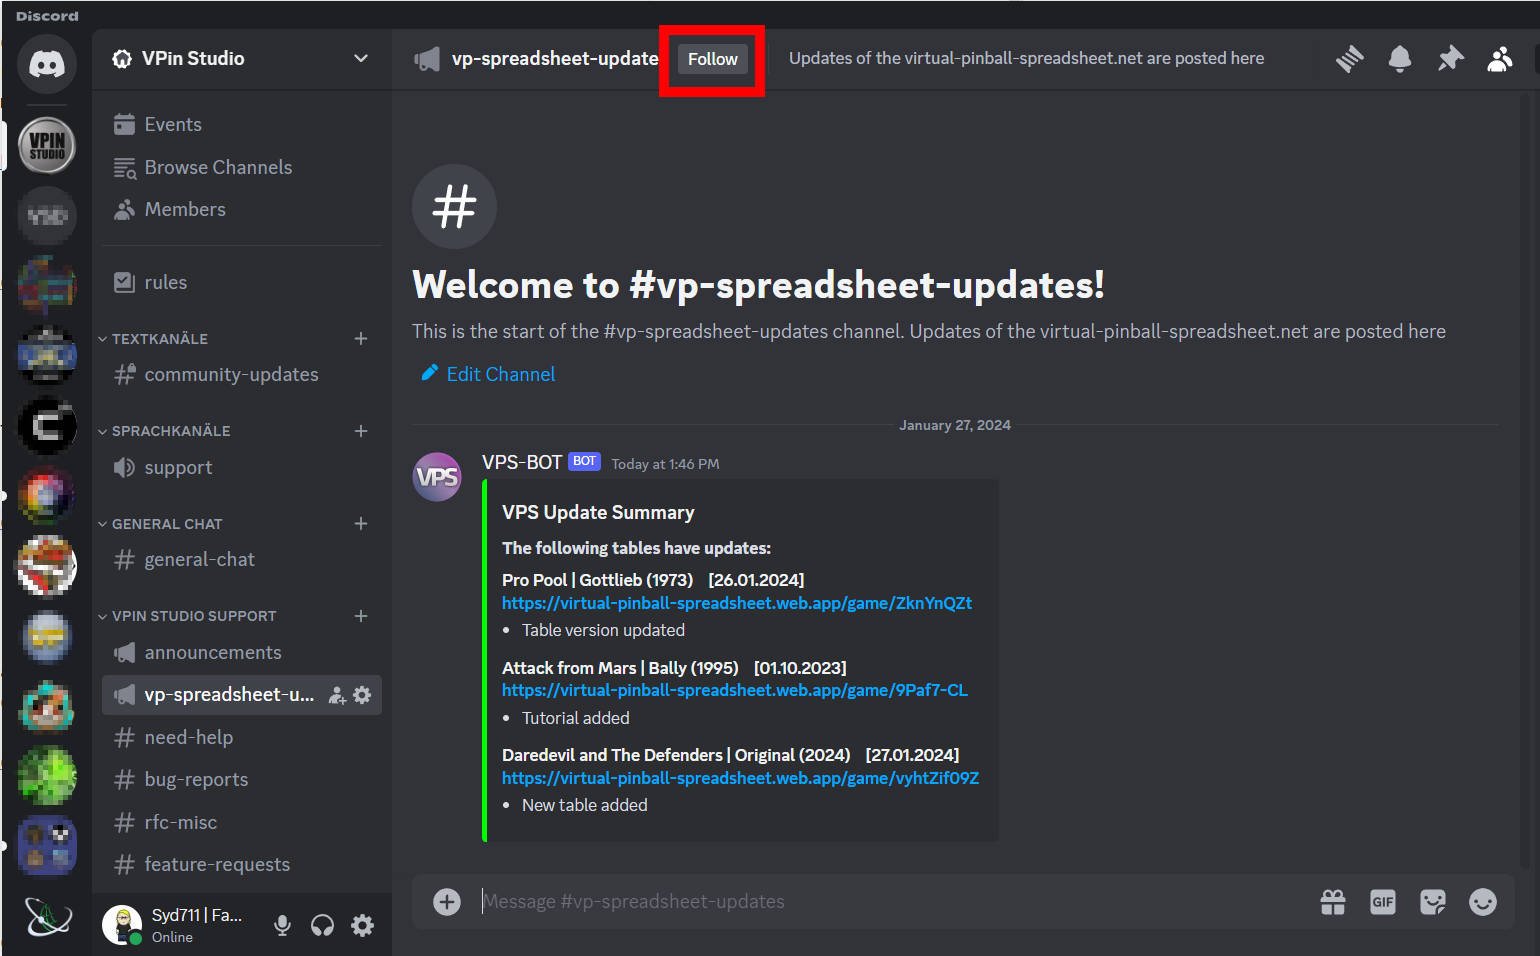 Discord
VPin Studio
vp-spreadsheet-update
Follow
Updates of the virtual-pinball-spreadsheet.net are posted here
VPIN
STUDIO
Events
Browse Channels
Members
rules
TEXTKANÄLE
community-updates
SPRACHKANÄLE
support
GENERAL CHAT
general-chat
VPIN STUDIO SUPPORT
announcements
vp-spreadsheet-u...
need-help
bug-reports
rfc-misc
feature-requests
Syd711 | Fa...
Online
Welcome to #vp-spreadsheet-updates!
This is the start of the #vp-spreadsheet-updates channel. Updates of the virtual-pinball-spreadsheet.net are posted here
Edit Channel
January 27, 2024
VPS
VPS-BOT BOT Today at 1:46 PM
VPS Update Summary
The following tables have updates:
Pro Pool | Gottlieb (1973) [26.01.2024]
https://virtual-pinball-spreadsheet.web.app/game/ZknYnQZt
• Table version updated
Attack from Mars | Bally (1995) [01.10.2023]
https://virtual-pinball-spreadsheet.web.app/game/9Paf7-CL
• Tutorial added
Daredevil and The Defenders | Original (2024) [27.01.2024]
https://virtual-pinball-spreadsheet.web.app/game/vyhtZif09Z
• New table added
Message #vp-spreadsheet-updates
GIF